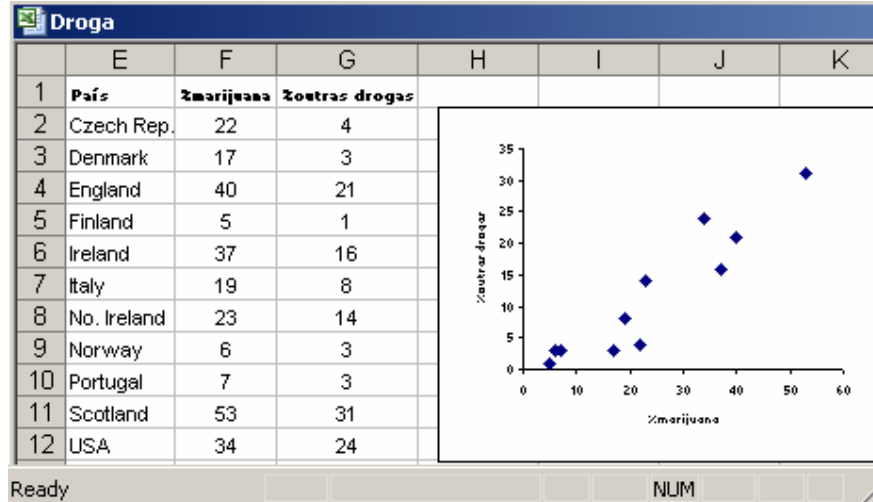 Droga
E F G H I J K
1 País %marijuana %outras drogas
2 Czech Rep. 22 4
3 Denmark 17 3
4 England 40 21
5 Finland 5 1
6 Ireland 37 16
7 Italy 19 8
8 No. Ireland 23 14
9 Norway 6 3
10 Portugal 7 3
11 Scotland 53 31
12 USA 34 24
35
30
25
20
15
10
5
0
%outras drogas
0 10 20 30 40 50 60
%marijuana
Ready NUM